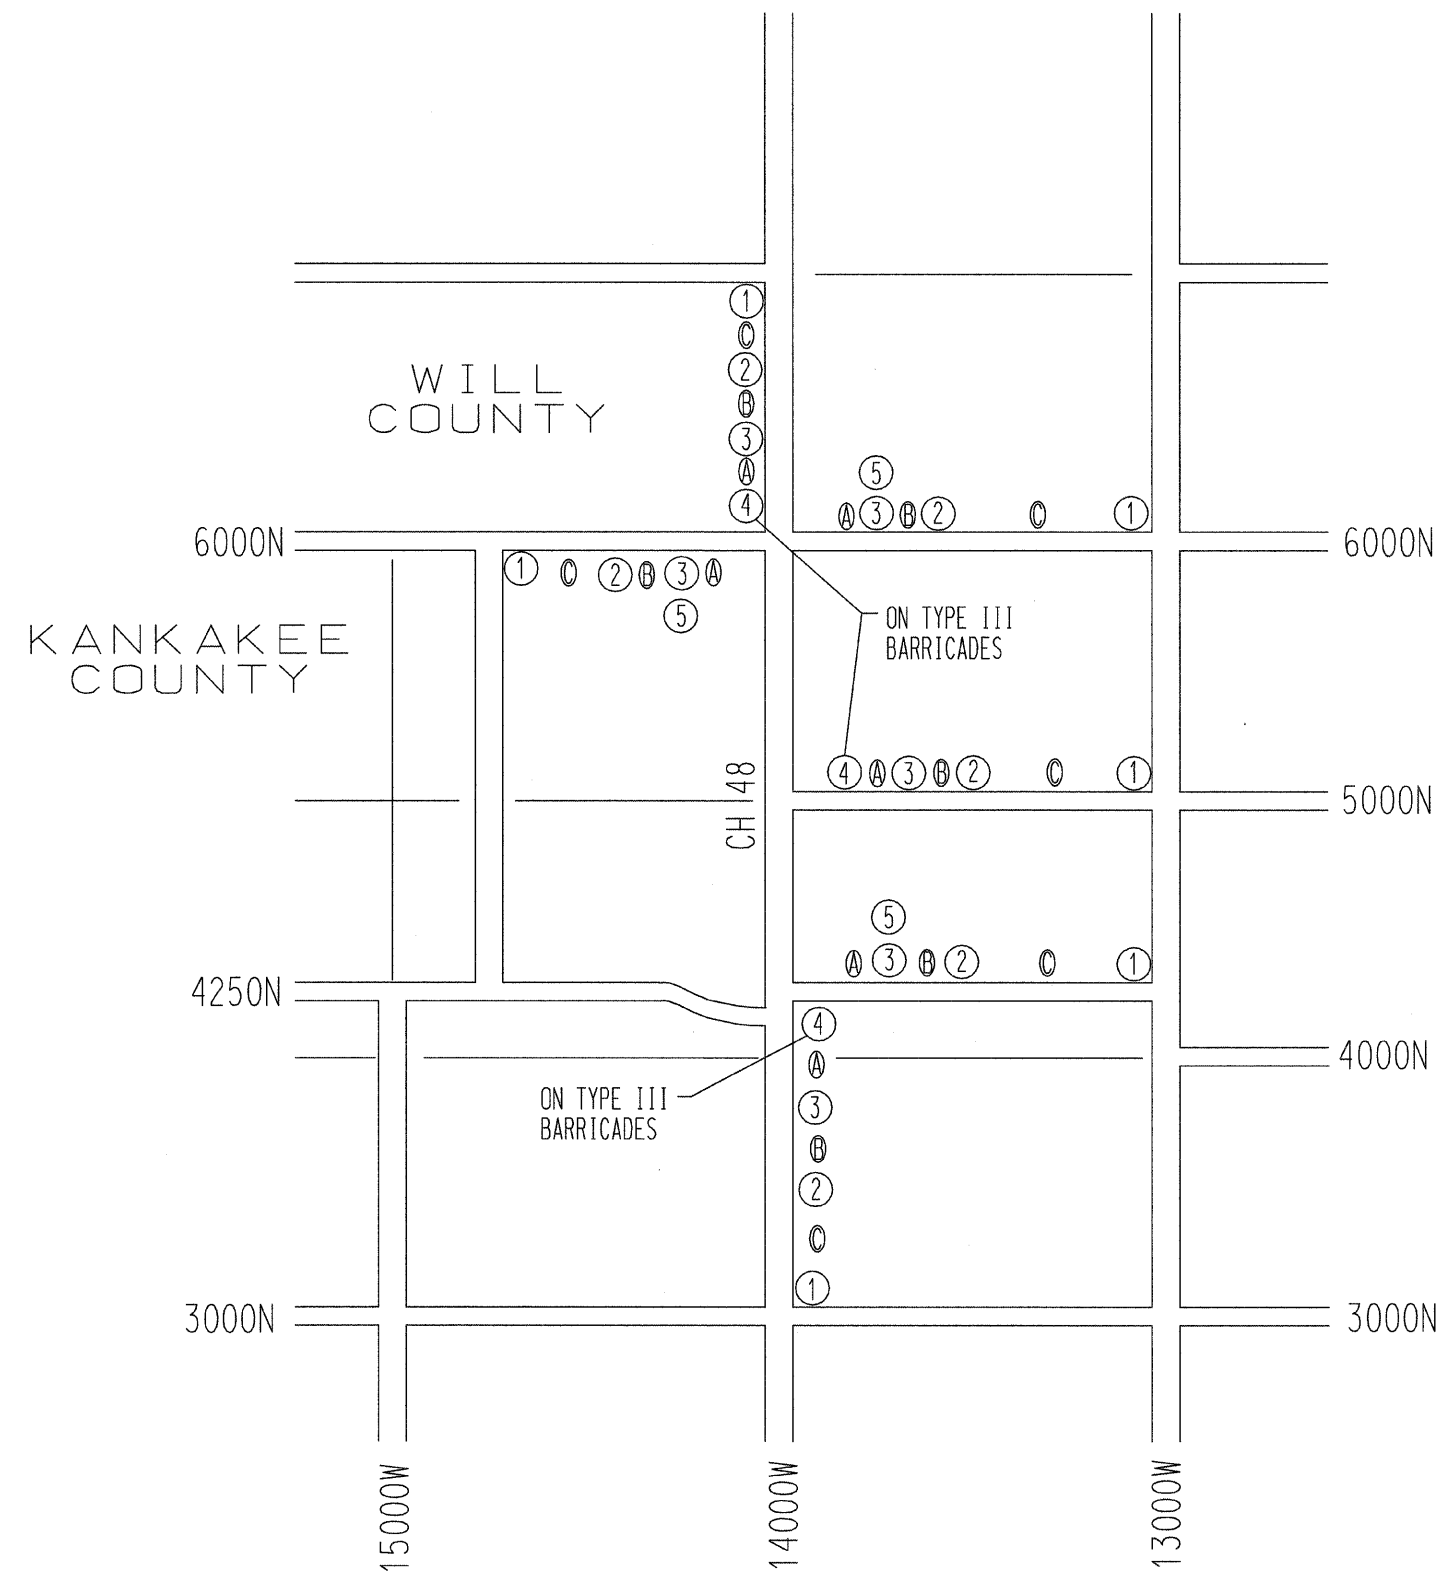 1
C
2
B
3
A
4
WILL
COUNTY
5
A 3 B 2 C 1
6000N
6000N
1 C 2 B 3 A
5
ON TYPE III
BARRICADES
KANKAKEE
COUNTY
CH 48
4 A 3 B 2 C 1
5000N
5
A 3 B 2 C 1
4250N
4
4000N
A
ON TYPE III
BARRICADES
3
B
2
C
1
3000N
3000N
15000W
14000W
13000W